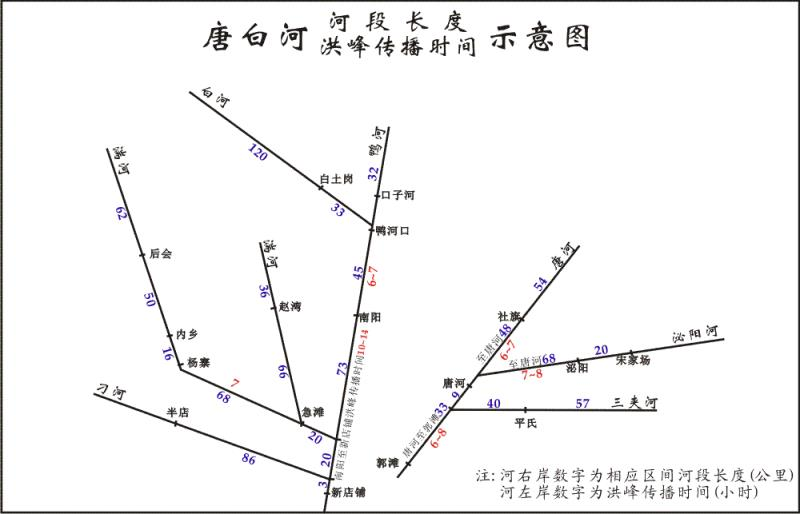 唐白河 河段长度 示意图
洪峰传播时间
白河
120
白土岗
33
鸭河
32
口子河
鸭河口
45
6-7
南阳
10-14
73
南阳至新店铺洪峰传播时间
湍河
62
后会
50
内乡
16
杨寨
7
68
36
赵湾
66
急滩
20
刁河
半店
86
20
3
新店铺
唐河
54
社旗
至唐河
48
6-7
泌阳河
20
宋家场
至唐河
68
7-8
泌阳
唐河
9
三夹河
57
40
平氏
33
唐河至郭滩
6-8
郭滩
注:河右岸数字为相应区间河段长度(公里)
河左岸数字为洪峰传播时间(小时)